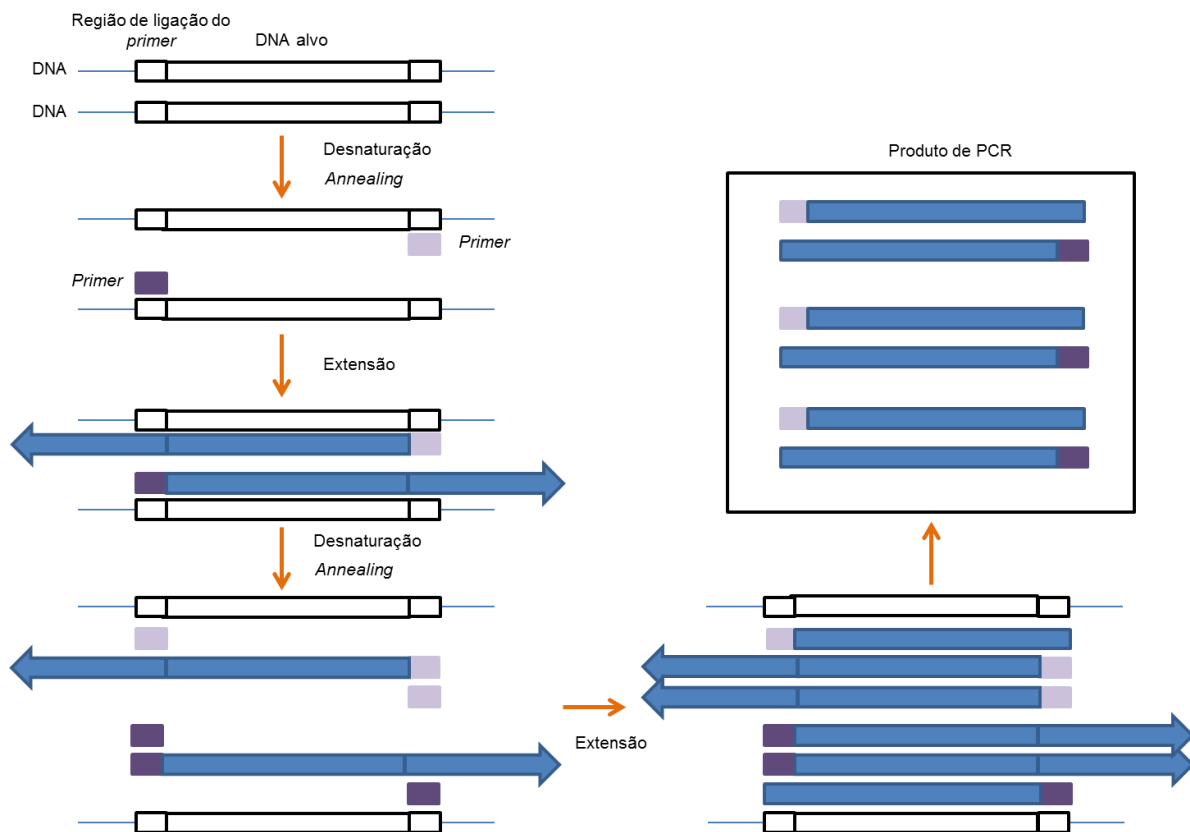 Região de ligação do
primer
DNA alvo
DNA
DNA
Desnaturação
Annealing
Primer
Primer
Extensão
Desnaturação
Annealing
Extensão
Produto de PCR